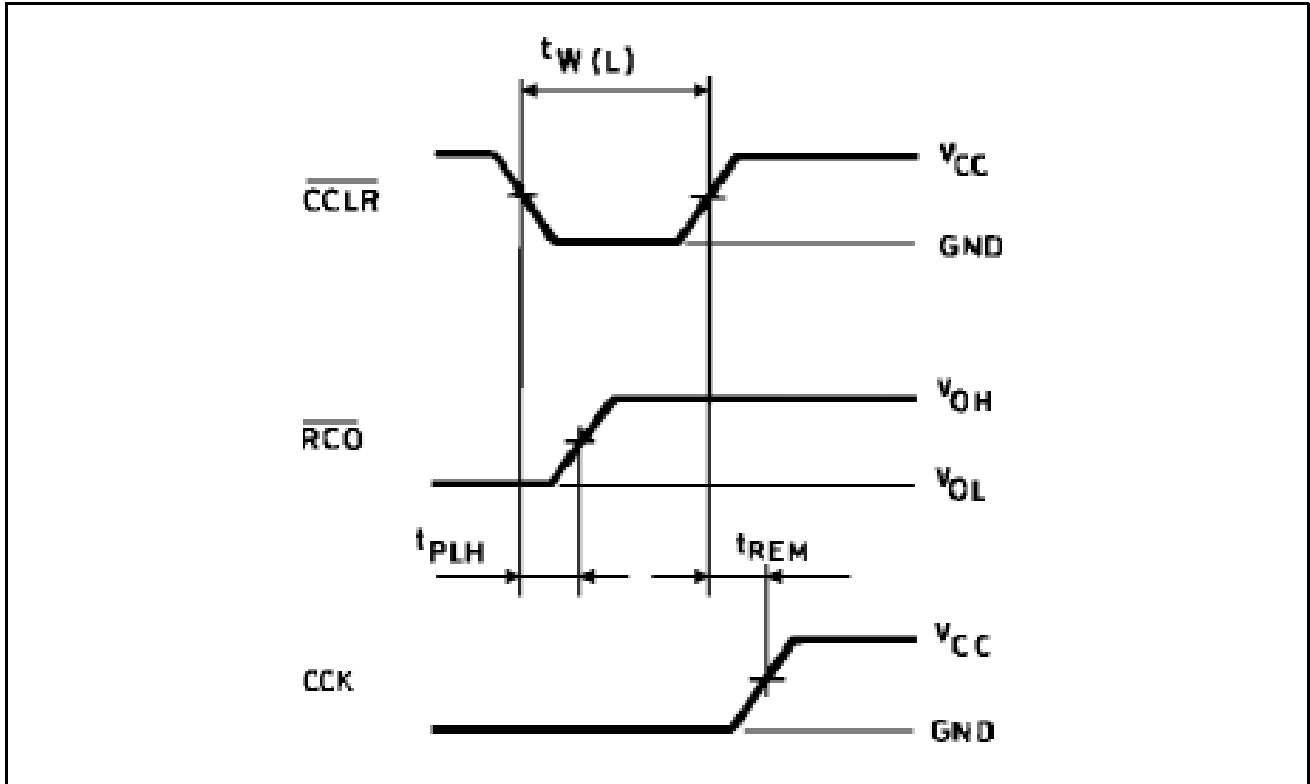 tW(L)
CCLR
VCC
GND
RCO
VOH
VOL
tPLH
tREM
CCK
VCC
GND